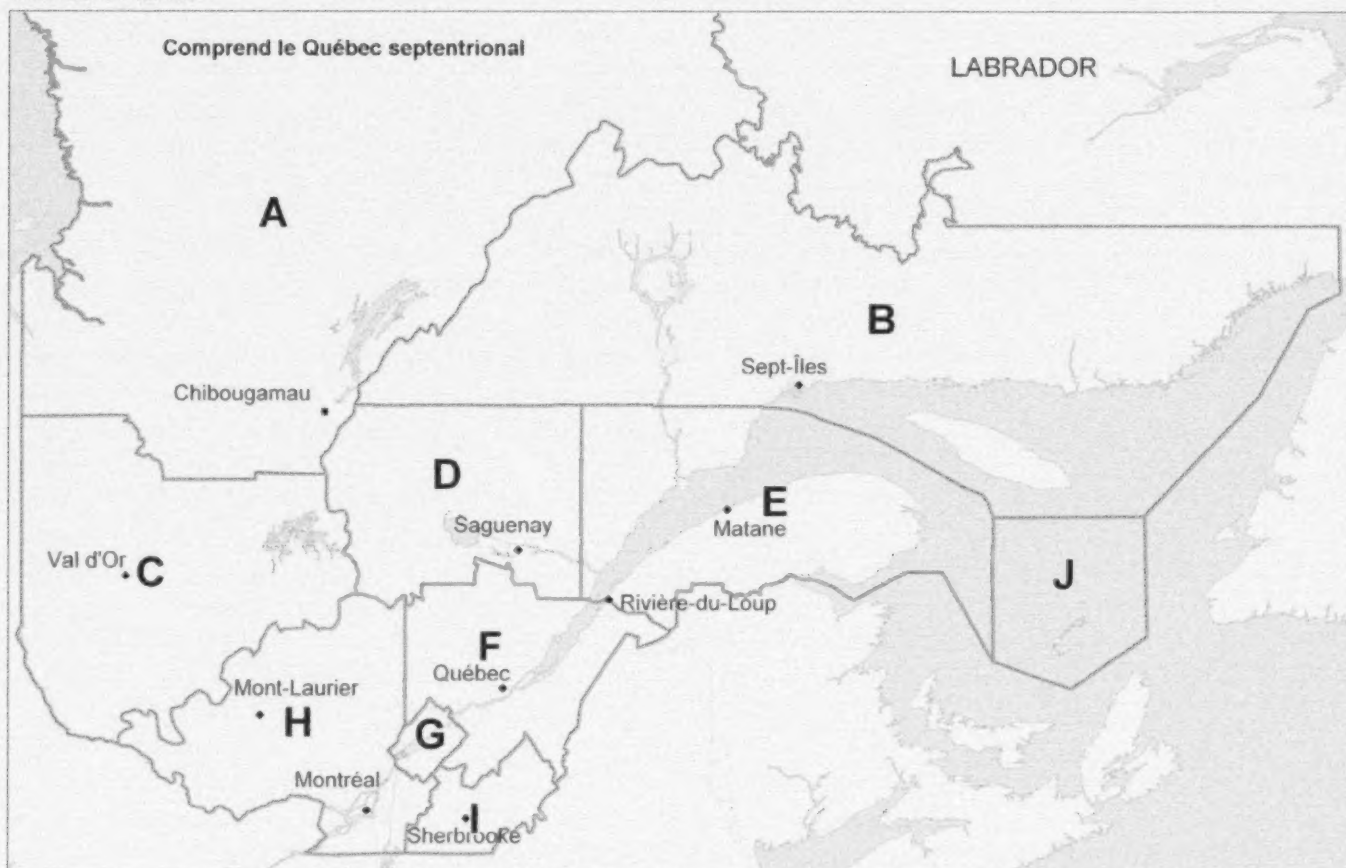 Comprend le Québec septentrional
LABRADOR
A
B
Sept-Îles
Chibougamau
D
E
Saguenay
Matane
Val d'Or
C
J
Rivière-du-Loup
F
Québec
Mont-Laurier
H
G
Montréal
I
Sherbrooke